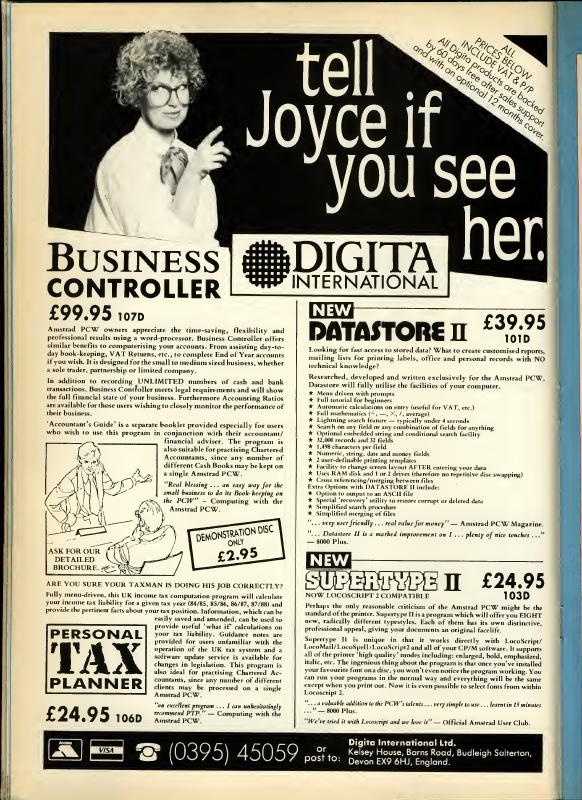 tell
Joyce if
you see
her.
ALL
PRICES BELOW
INCLUDE VAT & P/P
All Digita products are backed
by 60 days free after sales support
and with an optional 12 months cover.
BUSINESS
CONTROLLER
DIGITA
INTERNATIONAL
£99.95 107D
Amstrad PCW owners appreciate the time-saving, flexibility and
professional results using a word-processor. Business Controller offers
similar benefits to computerising your accounts. From assisting day-to-
day book-keeping, VAT Returns, etc., to complete End of Year accounts
if you wish. It is designed for the small to medium sized business, whether
a sole trader, partnership or limited company.
In addition to recording UNLIMITED numbers of cash and bank
transactions, Business Controller meets legal requirements and will show
the full financial state of your business. Furthermore Accounting Ratios
are available for those users wishing to closely monitor the performance of
their business.
'Accountant's Guide' is a separate booklet provided especially for users
who wish to use this program in conjunction with their accountant/
financial adviser. The program is
also suitable for practising Chartered
Accountants, since any number of
different Cash Books may be kept on
a single Amstrad PCW.
"Real blessing ... an easy way for the
small business to do its Book-keeping on
the PCW" – Computing with the
Amstrad PCW.
ASK FOR OUR
DETAILED
BROCHURE.
DEMONSTRATION DISC
ONLY
£2.95
ARE YOU SURE YOUR TAXMAN IS DOING HIS JOB CORRECTLY?
Fully menu-driven, this UK income tax computation program will calculate
your income tax liability for a given tax year (84/85, 85/86, 86/87, 87/88) and
provide the pertinent facts about your tax position. Information, which can be
easily saved and amended, can be used to
provide useful 'what if' calculations on
your tax liability. Guidance notes are
provided for users unfamiliar with the
operation of the UK tax system and a
software update service is available for
changes in legislation. This program is
also ideal for practising Chartered Ac-
countants, since any number of different
clients may be processed on a single
Amstrad PCW.
"an excellent program ... I can unhesitatingly
recommend PTP." – Computing with the
Amstrad PCW.
PERSONAL
TAX
PLANNER
£24.95 106D
NEW
DATASTORE II
£39.95
101D
Looking for fast access to stored data? What to create customised reports,
mailing lists for printing labels, office and personal records with NO
technical knowledge?
Researched, developed and written exclusively for the Amstrad PCW,
Datastore will fully utilise the facilities of your computer.
★ Menu driven with prompts
★ Full tutorial for beginners
★ Automatic calculations on entry (useful for VAT, etc.)
★ Full mathematics (+, –, ×, /, average)
★ Lightning search feature — typically under 4 seconds
★ Search on any field or any combination of fields for anything
★ Optional embedded string and conditional search facility
★ 32,000 records and 32 fields
★ 1,498 characters per field
★ Numeric, string, date and money fields
★ 2 user-definable printing templates
★ Facility to change screen layout AFTER entering your data
★ Uses RAM disk and 1 or 2 drives (therefore no repetitive disc swapping)
★ Cross referencing/merging between files
Extra Options with DATASTORE II include:
★ Option to output to an ASCII file
★ Special 'recovery' utility to restore corrupt or deleted data
★ Simplified search procedure
★ Simplified merging of files
"... very user friendly ... real value for money" — Amstrad PCW Magazine.
"... Datastore II is a marked improvement on I ... plenty of nice touches ..."
— 8000 Plus.
NEW
SUPERTYPE II
£24.95
103D
NOW LOCOSCRIPT 2 COMPATIBLE
Perhaps the only reasonable criticism of the Amstrad PCW might be the
standard of the printer. Supertype II is a program which will offer you EIGHT
new, radically different typestyles. Each of them has its own distinctive,
professional appeal, giving your documents an original facelift.
Supertype II is unique in that it works directly with LocoScript/
LocoMail/LocoSpell/LocoScript2 and all of your CP/M software. It supports
all of the printer 'high quality' modes including: enlarged, bold, emphasized,
italic, etc. The ingenious thing about the program is that once you've installed
your favourite font on a disc, you won't even notice the program working. You
can run your programs in the normal way and everything will be the same
except when you print out. Now it is even possible to select fonts from within
Locoscript 2.
"... a valuable addition to the PCW's talents ... very simple to use ... learnt in 15 minutes
..." — 8000 Plus.
"We've tried it with Locoscript and we love it" — Official Amstrad User Club.
VISA
(0395) 45059
or
post to:
Digita International Ltd.
Kelsey House, Barns Road, Budleigh Salterton,
Devon EX9 6HJ, England.